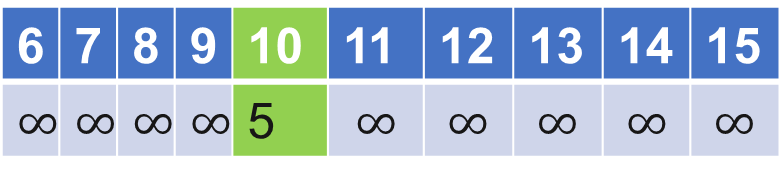 6 7 8 9 10 11 12 13 14 15
∞ ∞ ∞ ∞ 5 ∞ ∞ ∞ ∞ ∞